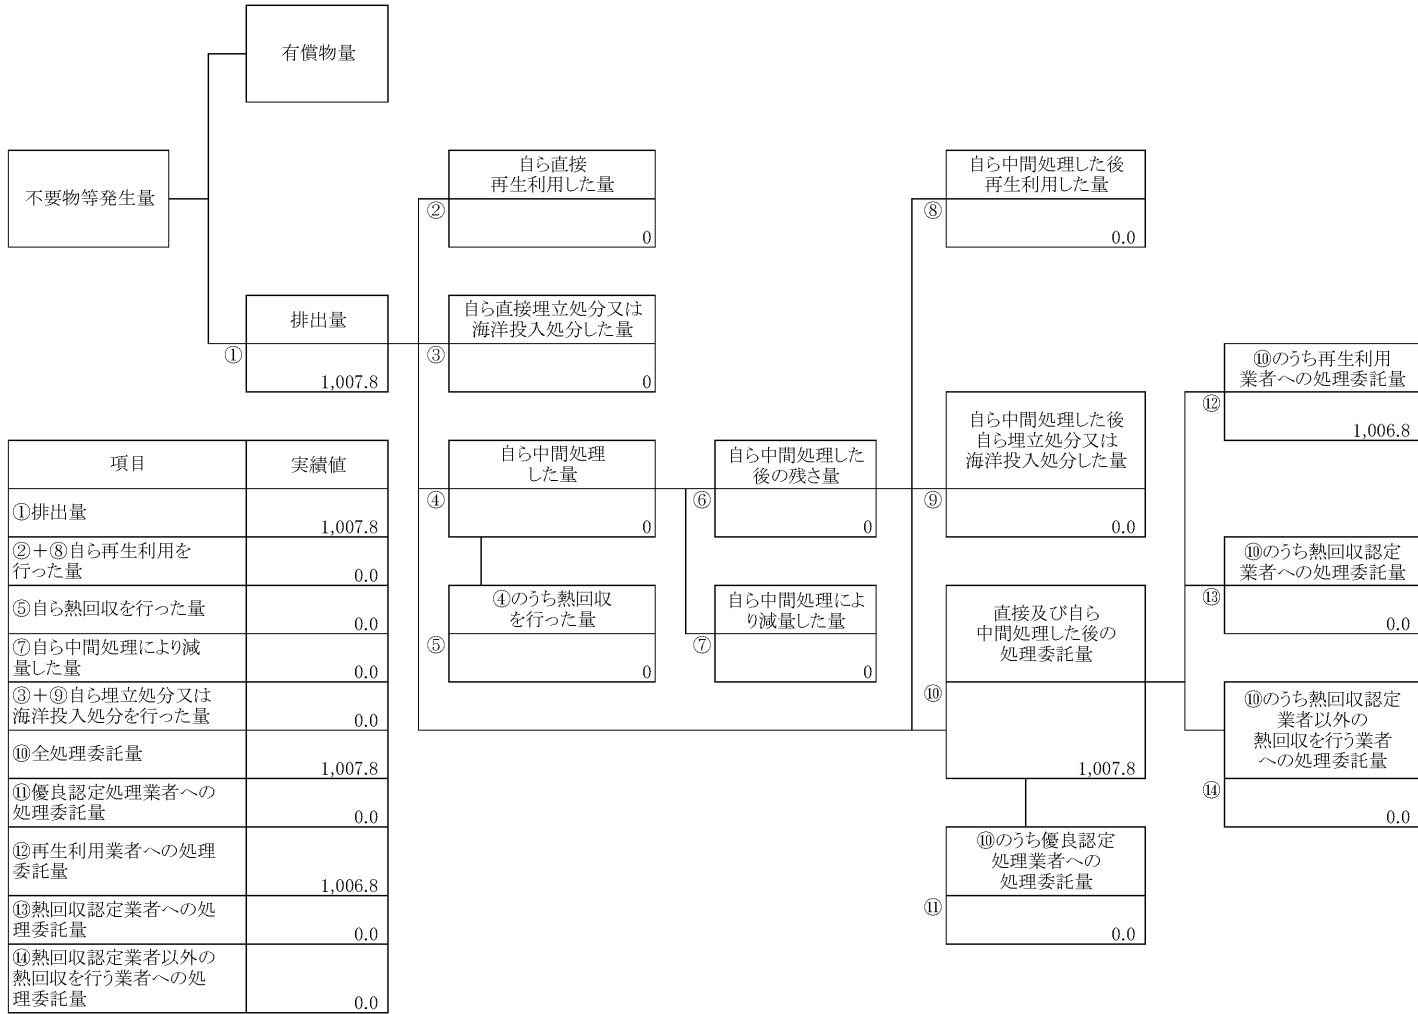 有償物量
不要物等発生量
排出量
①
1,007.8
自ら直接
再生利用した量
②
0
自ら直接埋立処分又は
海洋投入処分した量
③
0
自ら中間処理
した量
④
0
④のうち熱回収
を行った量
⑤
0
自ら中間処理した
後の残さ量
⑥
0
自ら中間処理によ
り減量した量
⑦
0
自ら中間処理した後
再生利用した量
⑧
0.0
自ら中間処理した後
自ら埋立処分又は
海洋投入処分した量
⑨
0.0
直接及び自ら
中間処理した後の
処理委託量
⑩
1,007.8
⑩のうち優良認定
処理業者への
処理委託量
⑪
0.0
⑩のうち再生利用
業者への処理委託量
⑫
1,006.8
⑩のうち熱回収認定
業者への処理委託量
⑬
0.0
⑩のうち熱回収認定
業者以外の
熱回収を行う業者
への処理委託量
⑭
0.0
項目
実績値
①排出量
1,007.8
②+⑧自ら再生利用を
行った量
0.0
⑤自ら熱回収を行った量
0.0
⑦自ら中間処理により減
量した量
0.0
③+⑨自ら埋立処分又は
海洋投入処分を行った量
0.0
⑩全処理委託量
1,007.8
⑪優良認定処理業者への
処理委託量
0.0
⑫再生利用業者への処理
委託量
1,006.8
⑬熱回収認定業者への処
理委託量
0.0
⑭熱回収認定業者以外の
熱回収を行う業者への処
理委託量
0.0